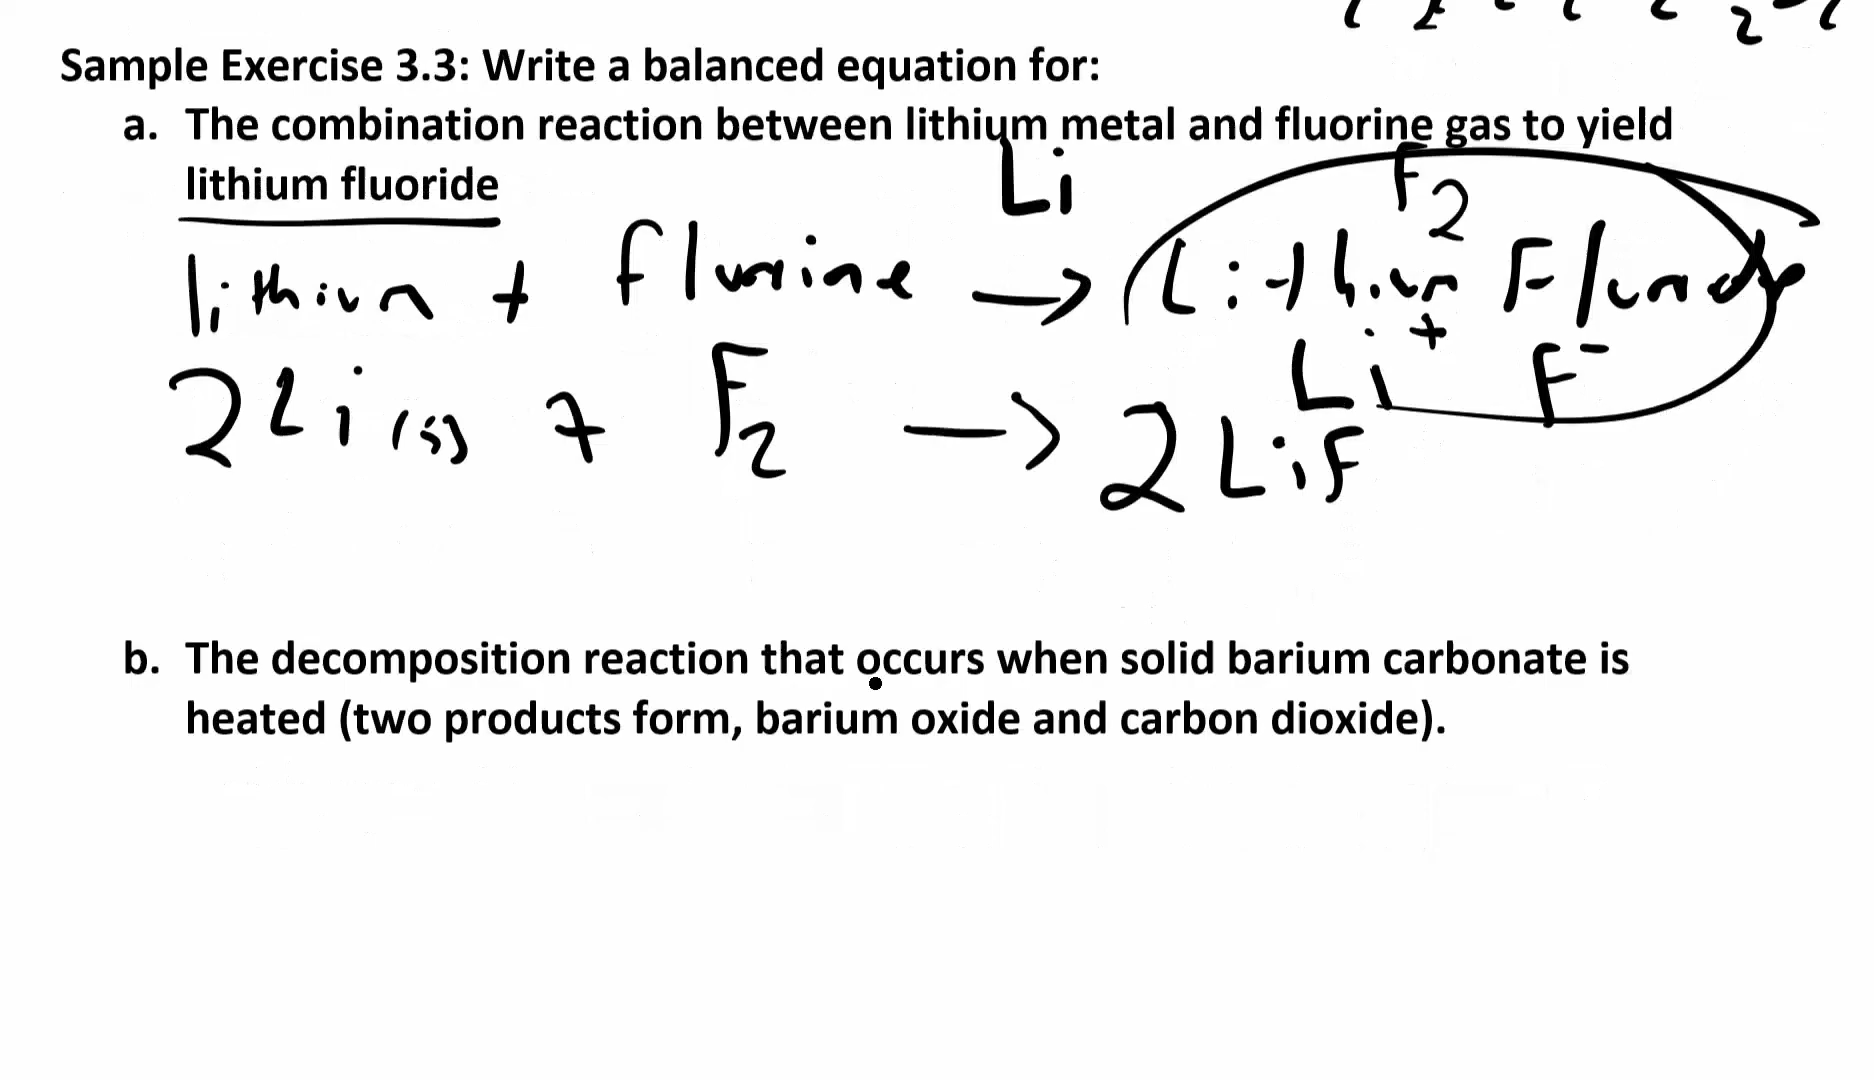 Sample Exercise 3.3: Write a balanced equation for:
a. The combination reaction between lithium metal and fluorine gas to yield
lithium fluoride
Li F2
lithium + fluorine → Lithium Fluoride
Li+ F-
2Li(s) + F2 → 2LiF
b. The decomposition reaction that occurs when solid barium carbonate is
heated (two products form, barium oxide and carbon dioxide).